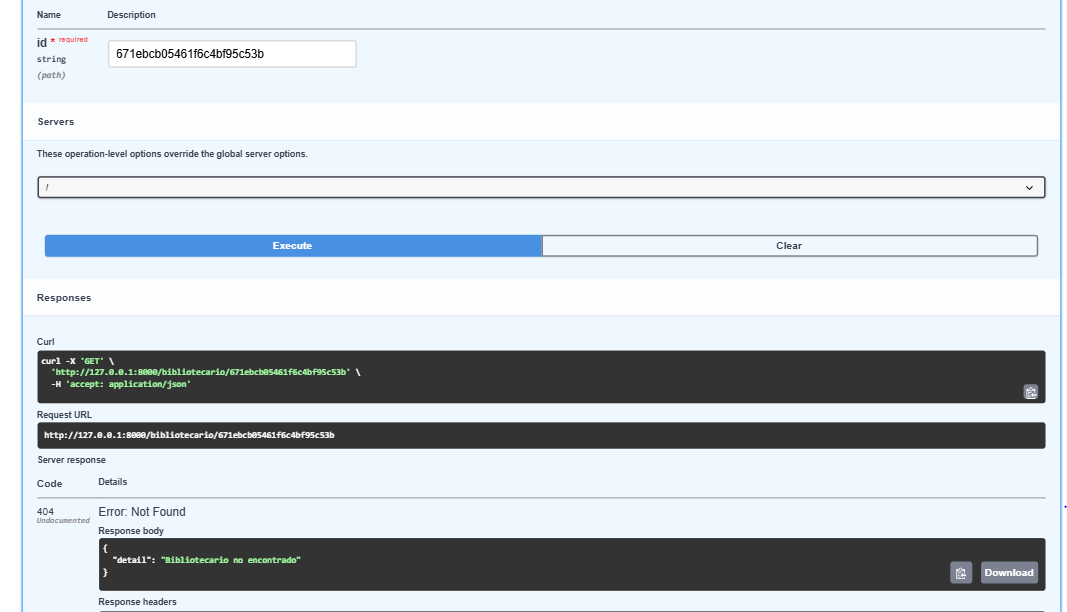 Name Description
id * required
string
(path)
671ebcb05461f6c4bf95c53b
Servers
These operation-level options override the global server options.
/
Execute Clear
Responses
Curl
curl -X 'GET' \
'http://127.0.0.1:8000/bibliotecario/671ebcb05461f6c4bf95c53b' \
-H 'accept: application/json'
Request URL
http://127.0.0.1:8000/bibliotecario/671ebcb05461f6c4bf95c53b
Server response
Code Details
404
Undocumented
Error: Not Found
Response body
{
"detail": "Bibliotecario no encontrado"
}
Download
Response headers